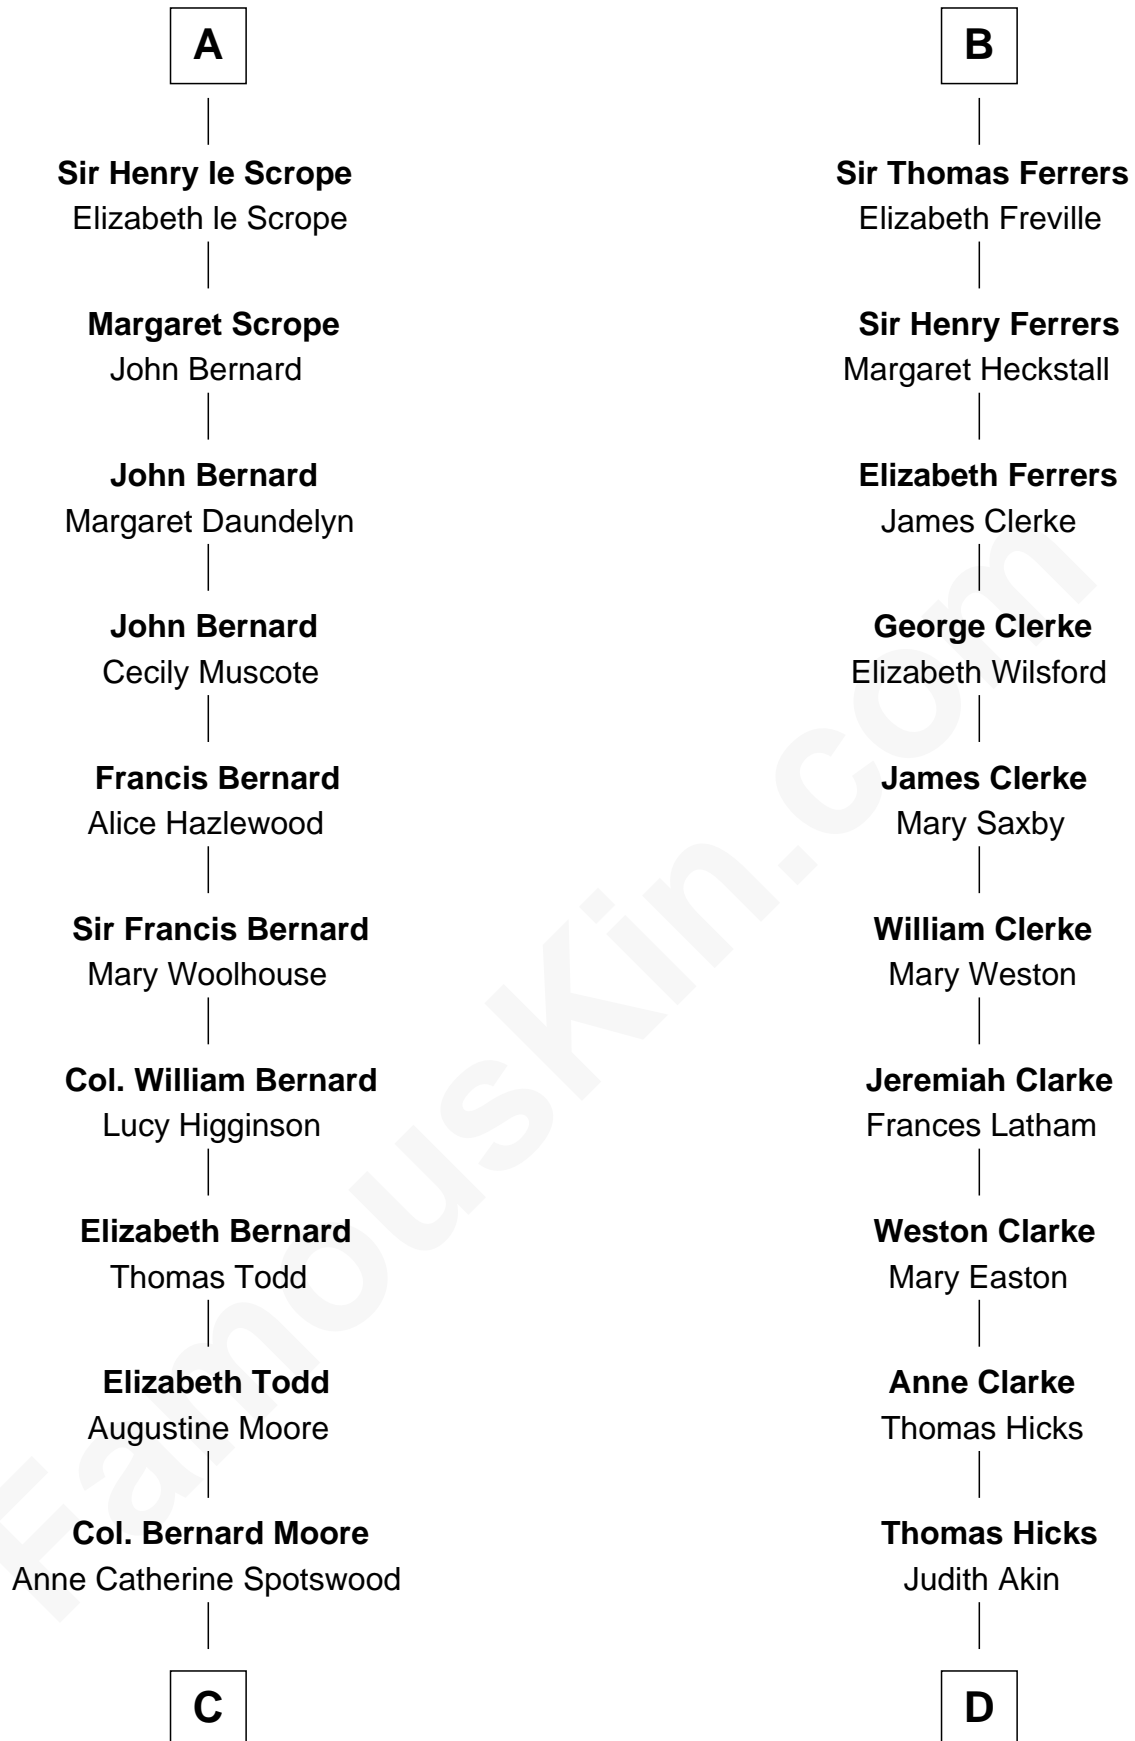 A
Sir Henry le Scrope
Elizabeth le Scrope
Margaret Scrope
John Bernard
John Bernard
Margaret Daundelyn
John Bernard
Cecily Muscote
Francis Bernard
Alice Hazlewood
Sir Francis Bernard
Mary Woolhouse
Col. William Bernard
Lucy Higginson
Elizabeth Bernard
Thomas Todd
Elizabeth Todd
Augustine Moore
Col. Bernard Moore
Anne Catherine Spotswood
C
B
Sir Thomas Ferrers
Elizabeth Freville
Sir Henry Ferrers
Margaret Heckstall
Elizabeth Ferrers
James Clerke
George Clerke
Elizabeth Wilsford
James Clerke
Mary Saxby
William Clerke
Mary Weston
Jeremiah Clarke
Frances Latham
Weston Clarke
Mary Easton
Anne Clarke
Thomas Hicks
Thomas Hicks
Judith Akin
D
FamousKin.com